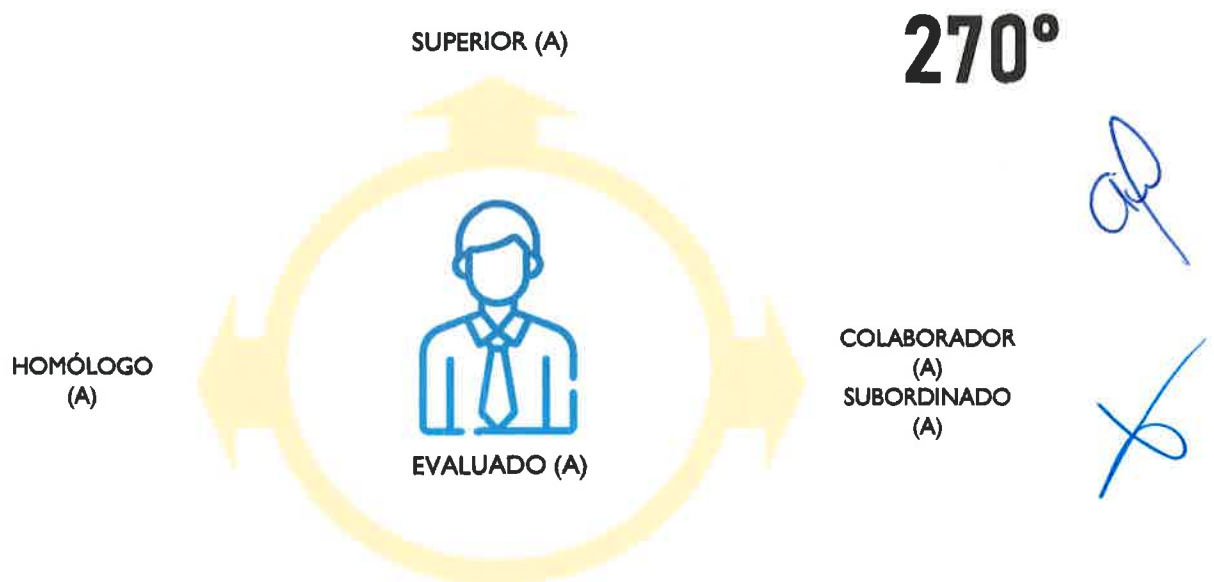 270°
SUPERIOR (A)
HOMÓLOGO
(A)
COLABORADOR
(A)
SUBORDINADO
(A)
EVALUADO (A)